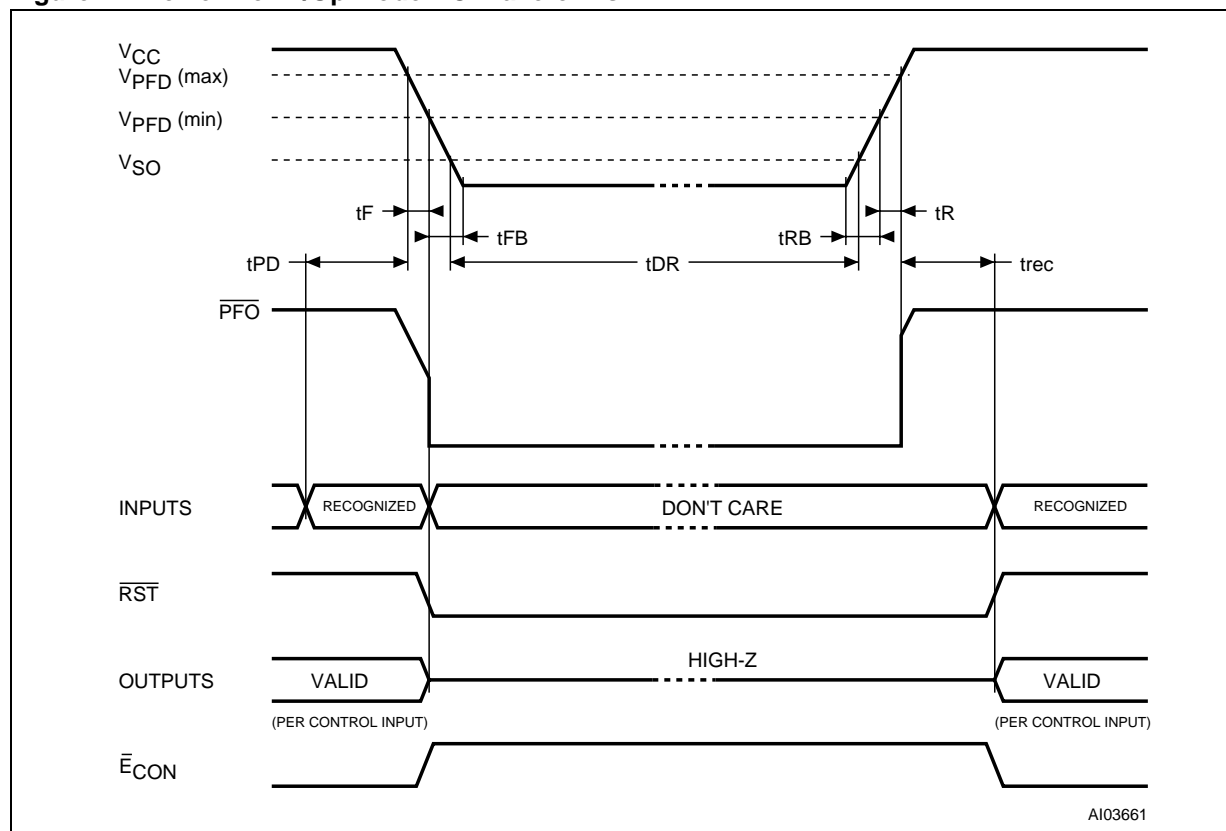 VCC
VPFD (max)
VPFD (min)
VSO
tF
tFB
tRB
tR
tPD
tDR
trec
PFO
INPUTS
RECOGNIZED
DON'T CARE
RECOGNIZED
RST
OUTPUTS
VALID
HIGH-Z
VALID
(PER CONTROL INPUT)
(PER CONTROL INPUT)
ECON
AI03661